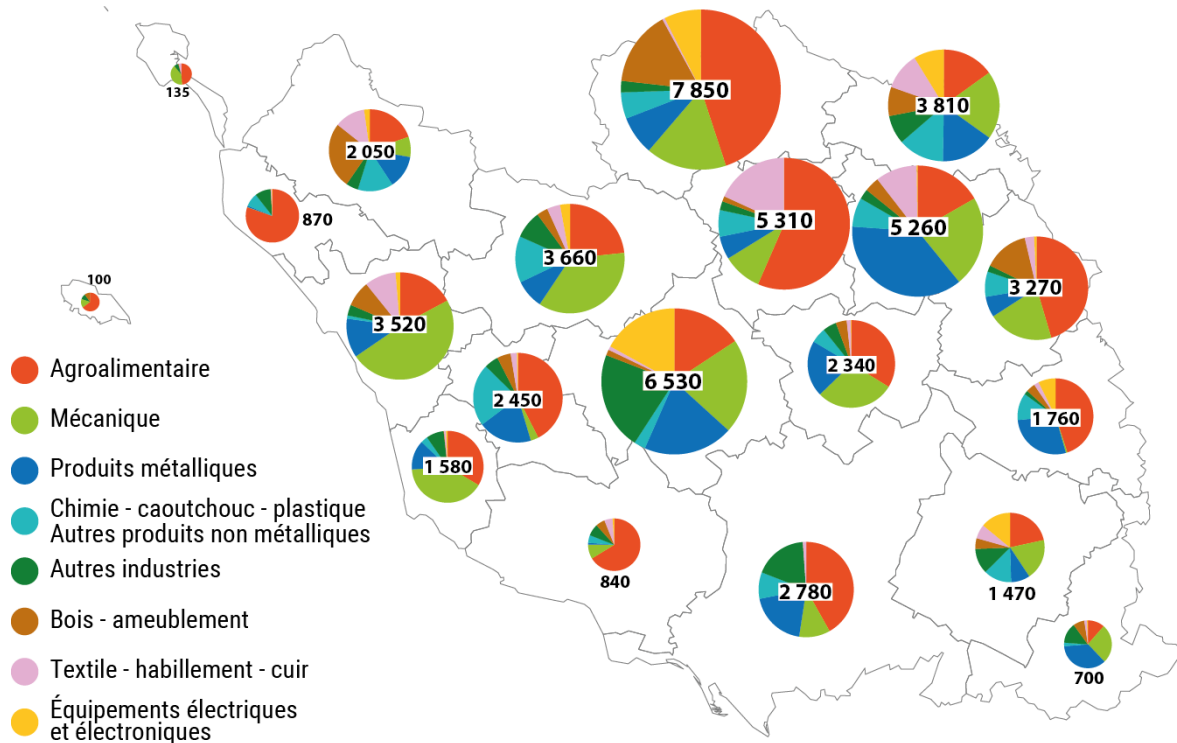 7 850
3 810
135
2 050
870
5 310
5 260
3 660
3 270
100
3 520
6 530
2 340
2 450
1 760
1 580
840
2 780
1 470
700
Agroalimentaire
Mécanique
Produits métalliques
Chimie - caoutchouc - plastique
Autres produits non métalliques
Autres industries
Bois - ameublement
Textile - habillement - cuir
Équipements électriques
et électroniques